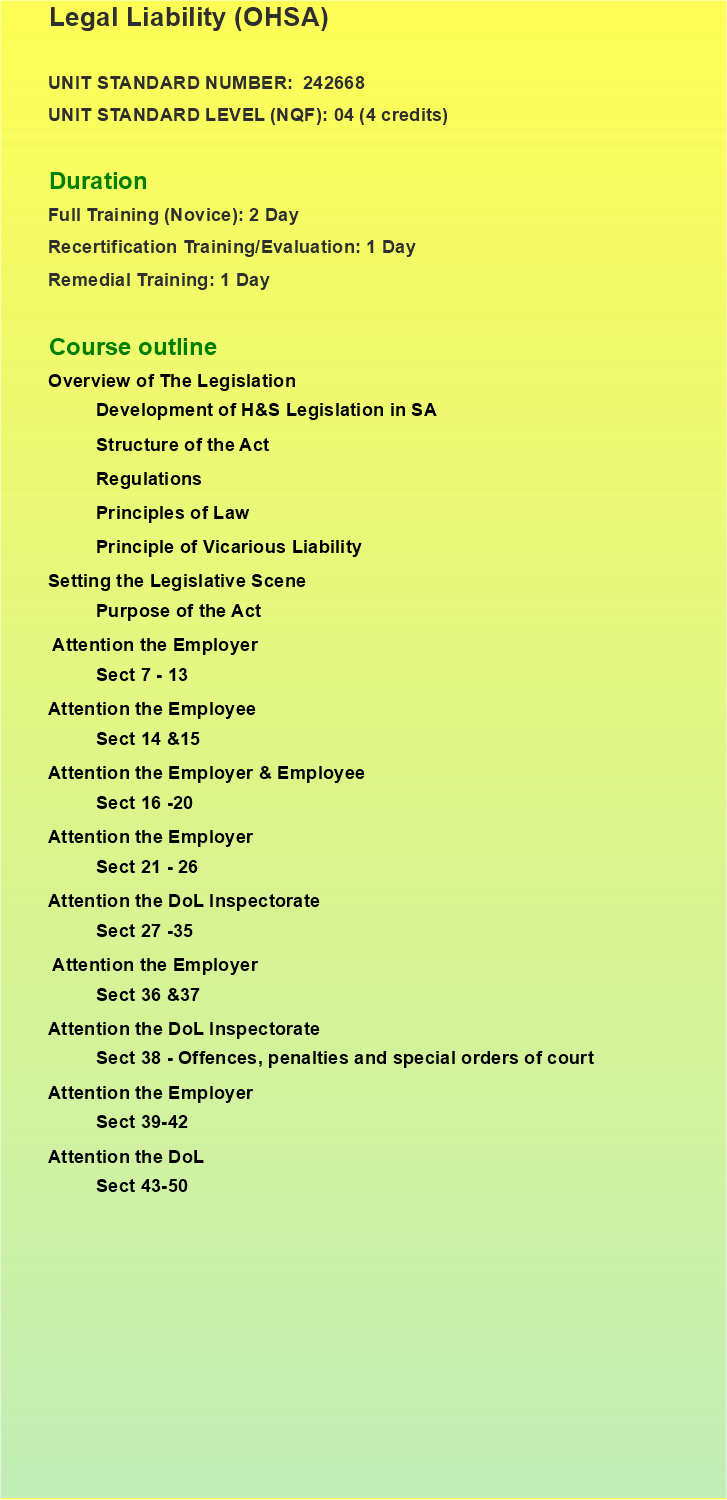 Legal Liability (OHSA)
UNIT STANDARD NUMBER:  242668
UNIT STANDARD LEVEL (NQF): 04 (4 credits)
Duration
Full Training (Novice): 2 Day
Recertification Training/Evaluation: 1 Day
Remedial Training: 1 Day
Course outline
Overview of The Legislation
Development of H&S Legislation in SA
Structure of the Act
Regulations
Principles of Law
Principle of Vicarious Liability
Setting the Legislative Scene
Purpose of the Act
Attention the Employer
Sect 7 - 13
Attention the Employee
Sect 14 &15
Attention the Employer & Employee
Sect 16 -20
Attention the Employer
Sect 21 - 26
Attention the DoL Inspectorate
Sect 27 -35
Attention the Employer
Sect 36 &37
Attention the DoL Inspectorate
Sect 38 - Offences, penalties and special orders of court
Attention the Employer
Sect 39-42
Attention the DoL
Sect 43-50